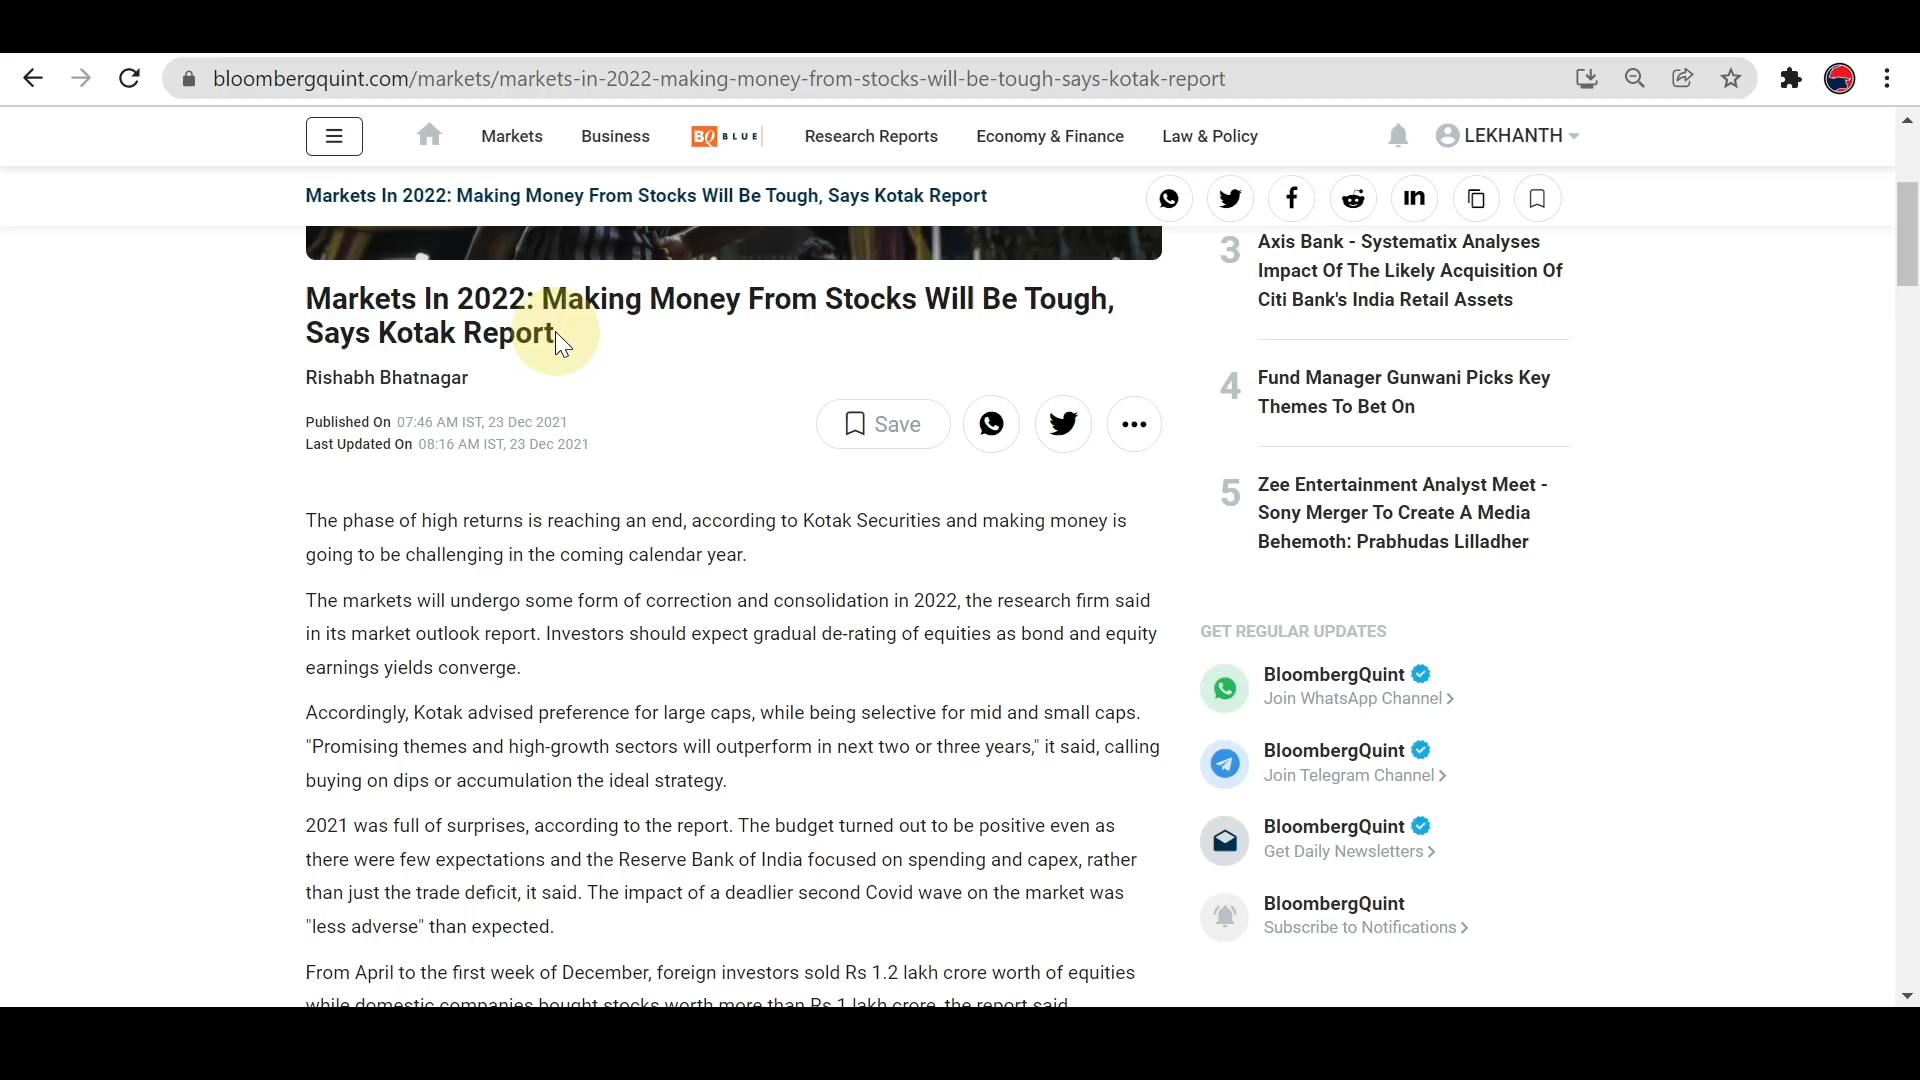 bloombergquint.com/markets/markets-in-2022-making-money-from-stocks-will-be-tough-says-kotak-report
Markets Business BQ BLUE Research Reports Economy & Finance Law & Policy LEKHANTH
Markets In 2022: Making Money From Stocks Will Be Tough, Says Kotak Report
Markets In 2022: Making Money From Stocks Will Be Tough,
Says Kotak Report
Rishabh Bhatnagar
Published On 07:46 AM IST, 23 Dec 2021
Last Updated On 08:16 AM IST, 23 Dec 2021
Save
The phase of high returns is reaching an end, according to Kotak Securities and making money is
going to be challenging in the coming calendar year.
The markets will undergo some form of correction and consolidation in 2022, the research firm said
in its market outlook report. Investors should expect gradual de-rating of equities as bond and equity
earnings yields converge.
Accordingly, Kotak advised preference for large caps, while being selective for mid and small caps.
"Promising themes and high-growth sectors will outperform in next two or three years," it said, calling
buying on dips or accumulation the ideal strategy.
2021 was full of surprises, according to the report. The budget turned out to be positive even as
there were few expectations and the Reserve Bank of India focused on spending and capex, rather
than just the trade deficit, it said. The impact of a deadlier second Covid wave on the market was
"less adverse" than expected.
From April to the first week of December, foreign investors sold Rs 1.2 lakh crore worth of equities
while domestic companies bought stocks worth more than Rs 1 lakh crore, the report said.
3
Axis Bank - Systematix Analyses
Impact Of The Likely Acquisition Of
Citi Bank's India Retail Assets
4
Fund Manager Gunwani Picks Key
Themes To Bet On
5
Zee Entertainment Analyst Meet -
Sony Merger To Create A Media
Behemoth: Prabhudas Lilladher
GET REGULAR UPDATES
BloombergQuint
Join WhatsApp Channel >
BloombergQuint
Join Telegram Channel >
BloombergQuint
Get Daily Newsletters >
BloombergQuint
Subscribe to Notifications >